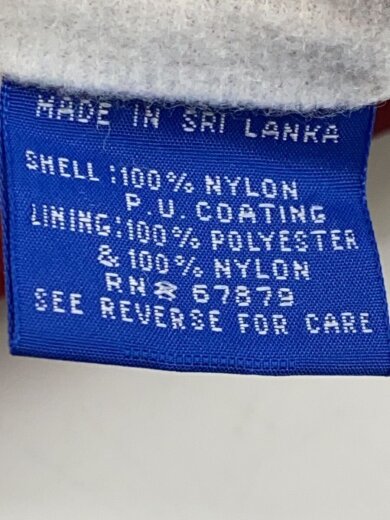 MADE IN SRI LANKA
SHELL:100% NYLON
P.U. COATING
LINING:100% POLYESTER
& 100% NYLON
RN# 67879
SEE REVERSE FOR CARE